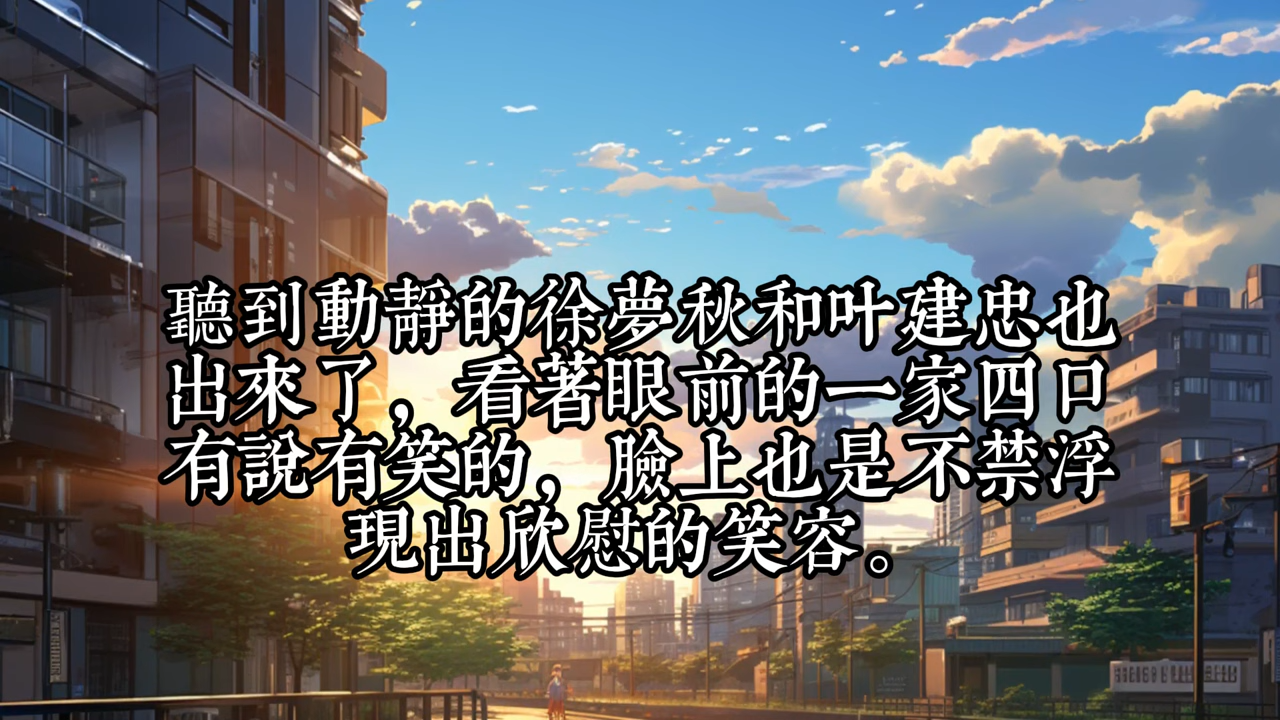 聽到動靜的徐夢秋和叶建忠也
出來了，看著眼前的一家四口
有說有笑的，臉上也是不禁浮
現出欣慰的笑容。